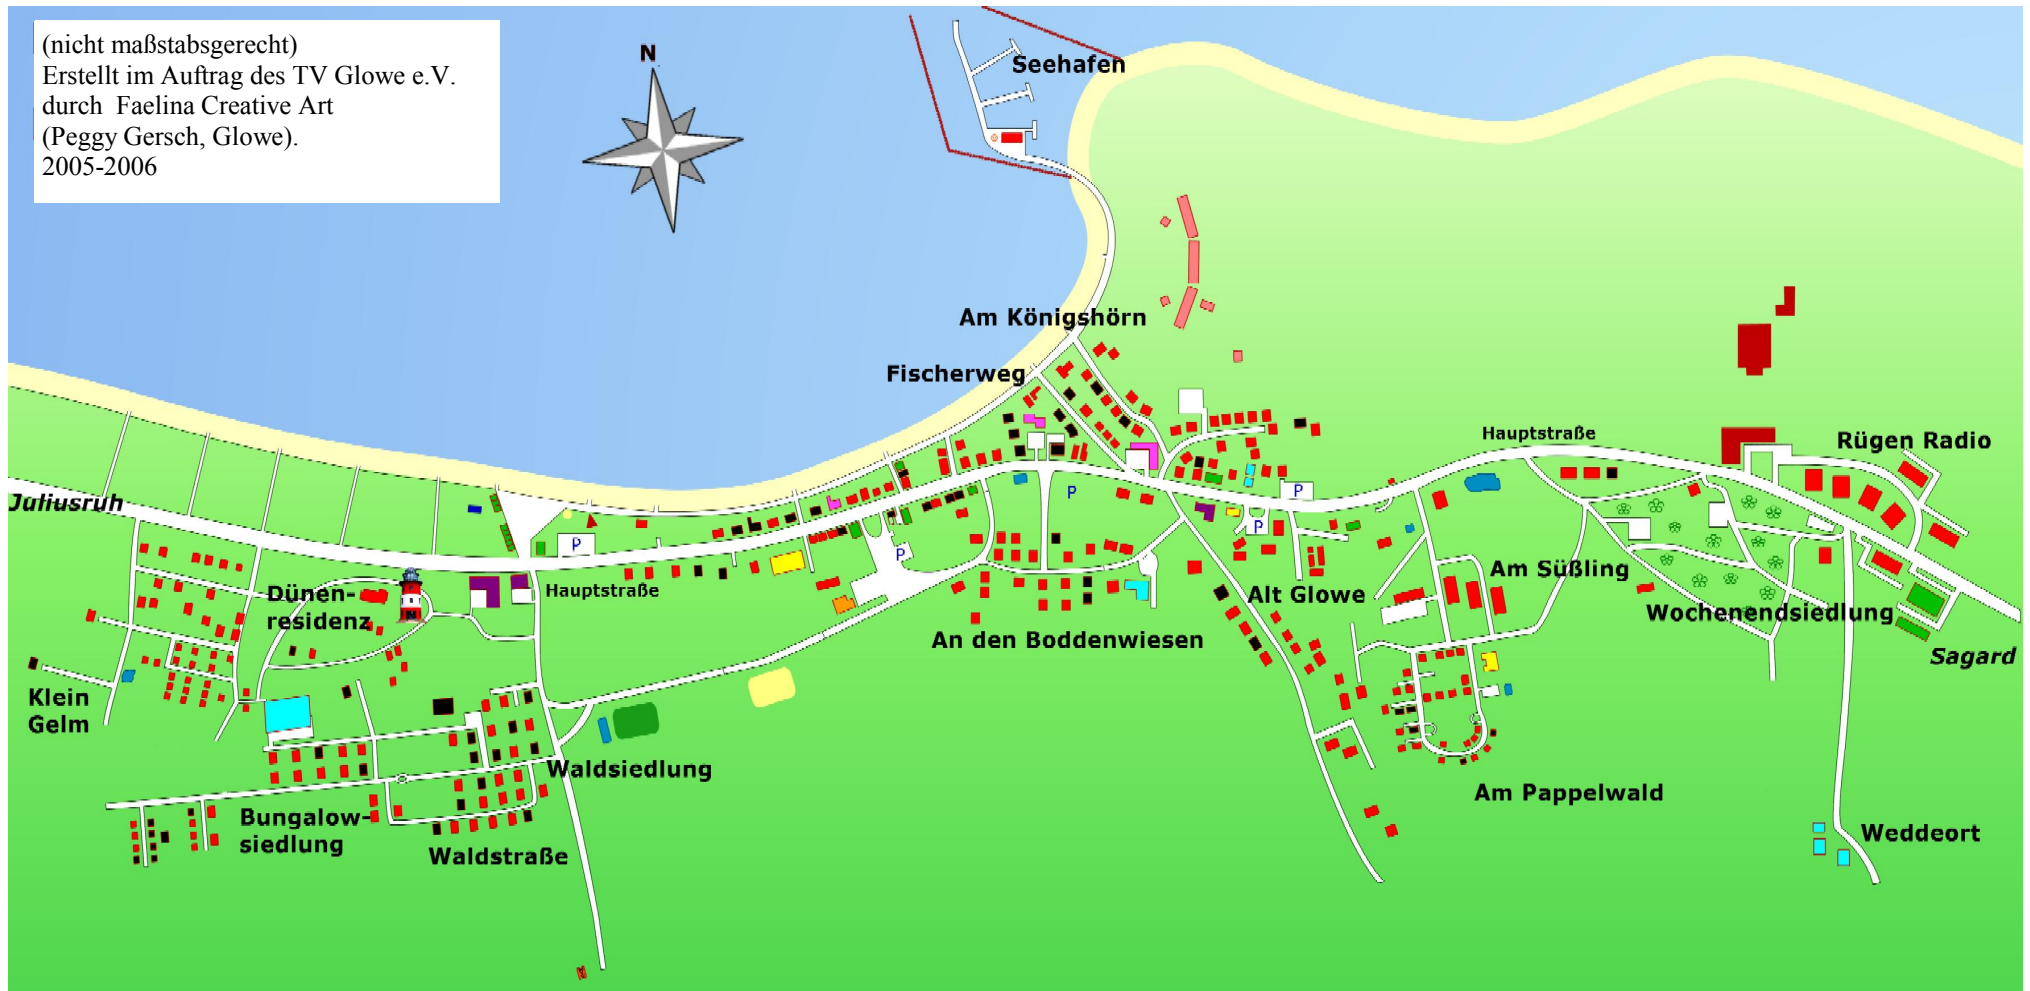 (nicht maßstabsgerecht)
Erstellt im Auftrag des TV Glowe e.V.
durch Faelina Creative Art
(Peggy Gersch, Glowe).
2005-2006
N
Seehafen
Am Königshörn
Fischerweg
Hauptstraße
Rügen Radio
Juliusruh
P
P
P
P
P
Hauptstraße
Dünen-
residenz
Am Süßling
Alt Glowe
Wochenendsiedlung
An den Boddenwiesen
Sagard
Klein
Gelm
Waldsiedlung
Am Pappelwald
Bungalow-
siedlung
Waldstraße
Weddeort